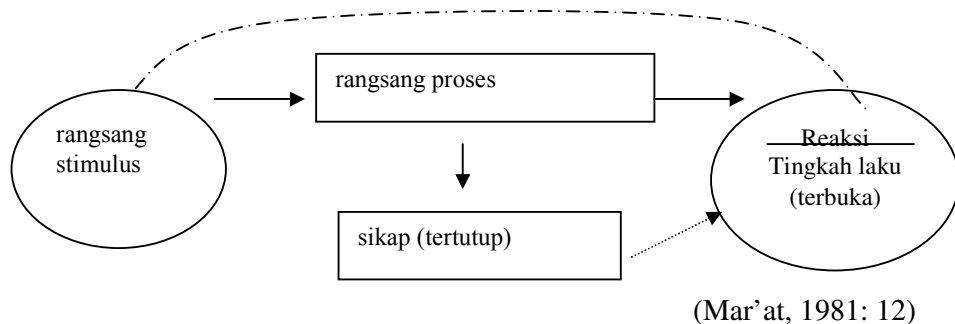 rangsang proses
rangsang
stimulus
Reaksi
Tingkah laku
(terbuka)
sikap (tertutup)
(Mar’at, 1981: 12)